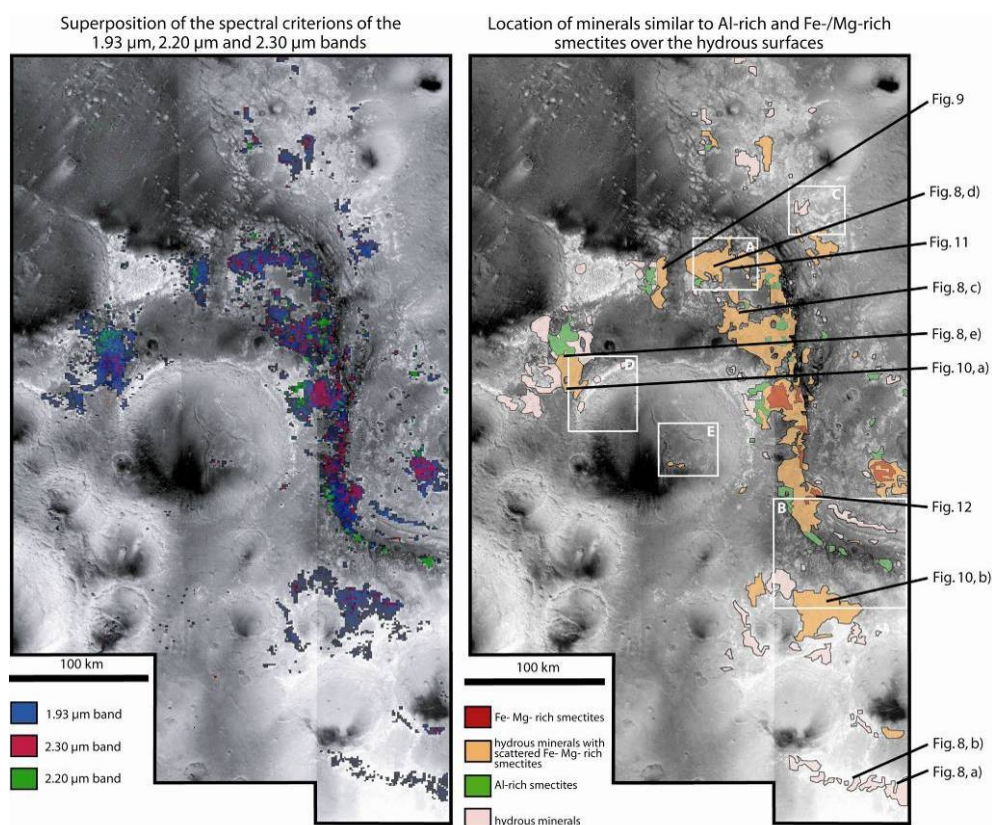 Superposition of the spectral criterions of the
1.93 µm, 2.20 µm and 2.30 µm bands
100 km
1.93 µm band
2.30 µm band
2.20 µm band
Location of minerals similar to Al-rich and Fe-/Mg-rich
smectites over the hydrous surfaces
Fig. 9
C
Fig. 8, d)
A
Fig. 11
Fig. 8, c)
Fig. 8, e)
D
Fig. 10, a)
E
Fig. 12
B
Fig. 10, b)
100 km
Fe- Mg- rich smectites
hydrous minerals with
scattered Fe- Mg- rich
smectites
Al-rich smectites
hydrous minerals
Fig. 8, b)
Fig. 8, a)